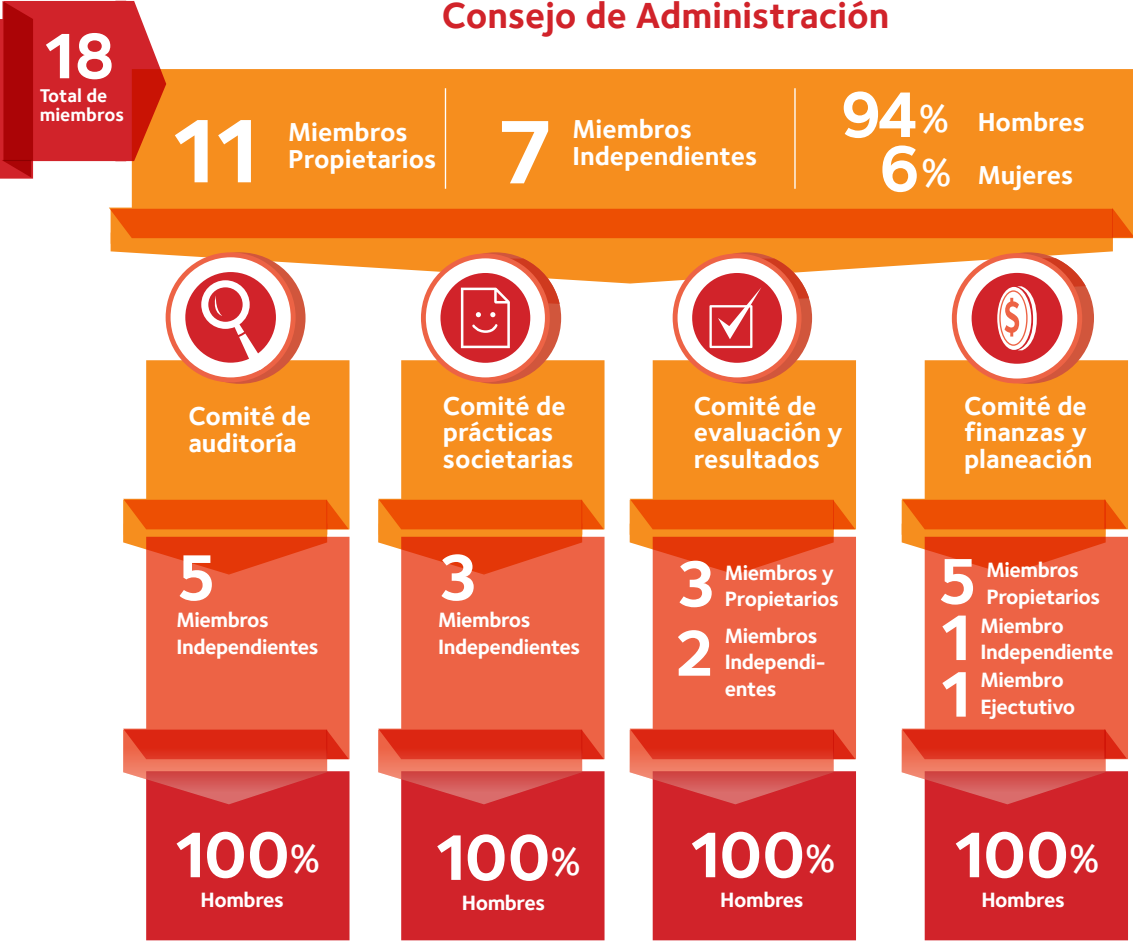 Consejo de Administración
18
Total de
miembros
11
Miembros
Propietarios
7
Miembros
Independientes
94% Hombres
6% Mujeres
Comité de
auditoría
5
Miembros
Independientes
100%
Hombres
Comité de
prácticas
societarias
3
Miembros
Independientes
100%
Hombres
Comité de
evaluación y
resultados
3
Miembros y
Propietarios
2
Miembros
Independi-
entes
100%
Hombres
$
Comité de
finanzas y
planeación
5
Miembros
Propietarios
1
Miembro
Independiente
1
Miembro
Ejectutivo
100%
Hombres